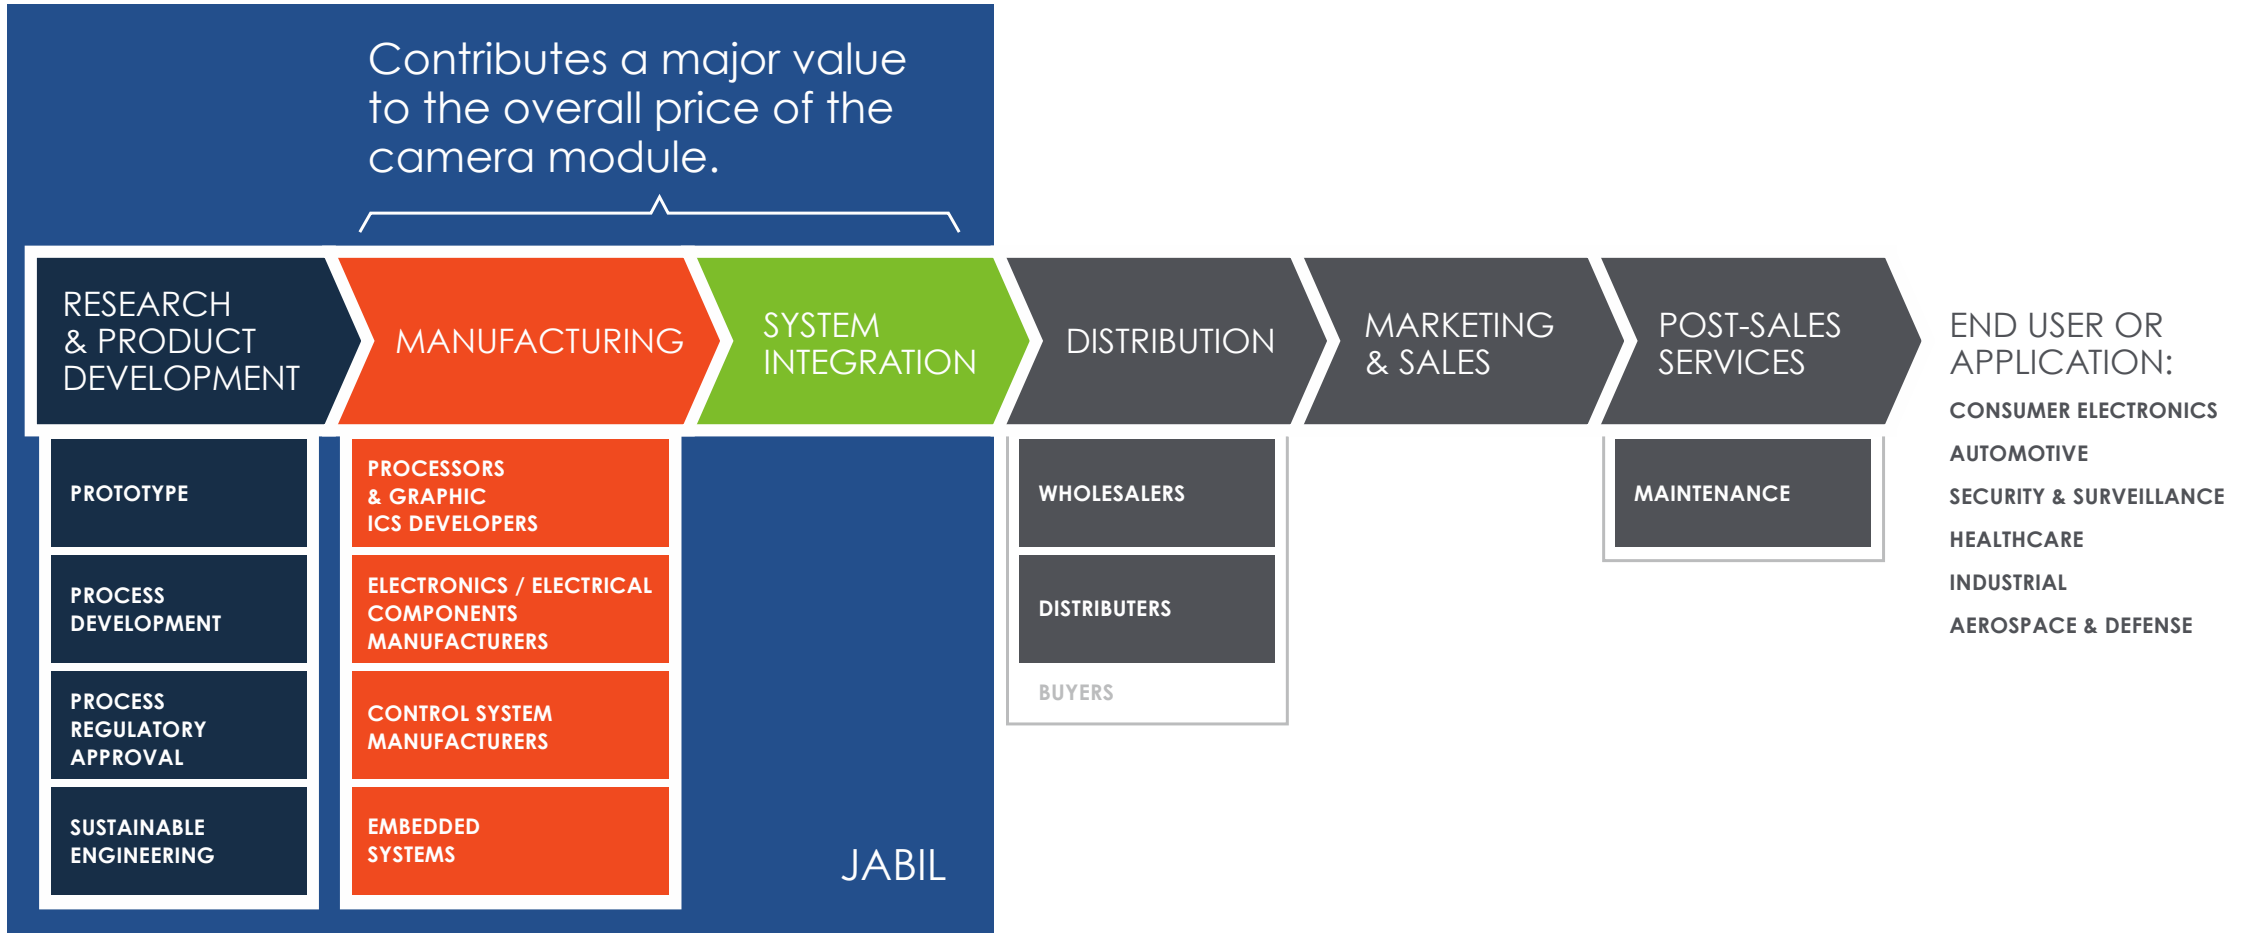 Contributes a major value
to the overall price of the
camera module.
RESEARCH
& PRODUCT
DEVELOPMENT
MANUFACTURING
SYSTEM
INTEGRATION
DISTRIBUTION
MARKETING
& SALES
POST-SALES
SERVICES
END USER OR
APPLICATION:
CONSUMER ELECTRONICS
AUTOMOTIVE
SECURITY & SURVEILLANCE
HEALTHCARE
INDUSTRIAL
AEROSPACE & DEFENSE
PROTOTYPE
PROCESS
DEVELOPMENT
PROCESS
REGULATORY
APPROVAL
SUSTAINABLE
ENGINEERING
PROCESSORS
& GRAPHIC
ICS DEVELOPERS
ELECTRONICS / ELECTRICAL
COMPONENTS
MANUFACTURERS
CONTROL SYSTEM
MANUFACTURERS
EMBEDDED
SYSTEMS
JABIL
WHOLESALERS
DISTRIBUTERS
BUYERS
MAINTENANCE